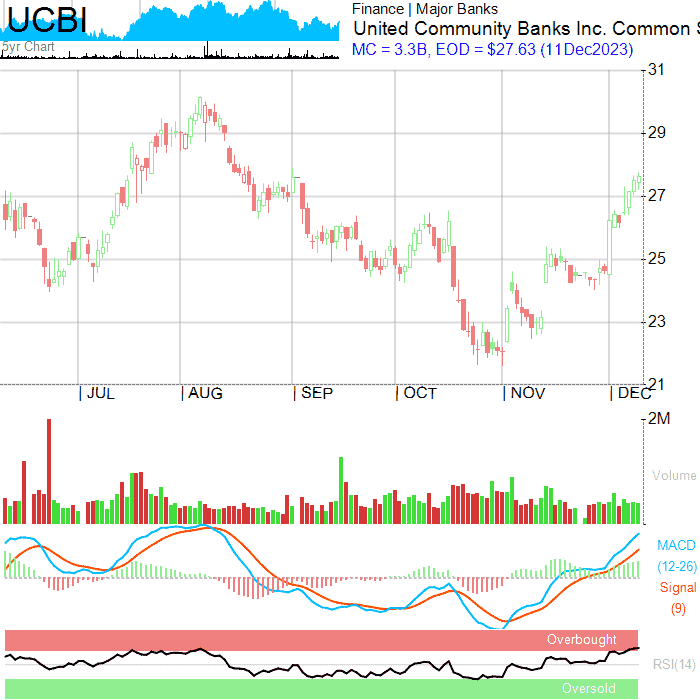 UCBI
5yr Chart
Finance | Major Banks
United Community Banks Inc. Common S
MC = 3.3B, EOD = $27.63 (11Dec2023)
31
29
27
25
23
21
| JUL | AUG | SEP | OCT | NOV | DEC
2M
Volume
MACD
(12-26)
Signal
(9)
Overbought
RSI(14)
Oversold